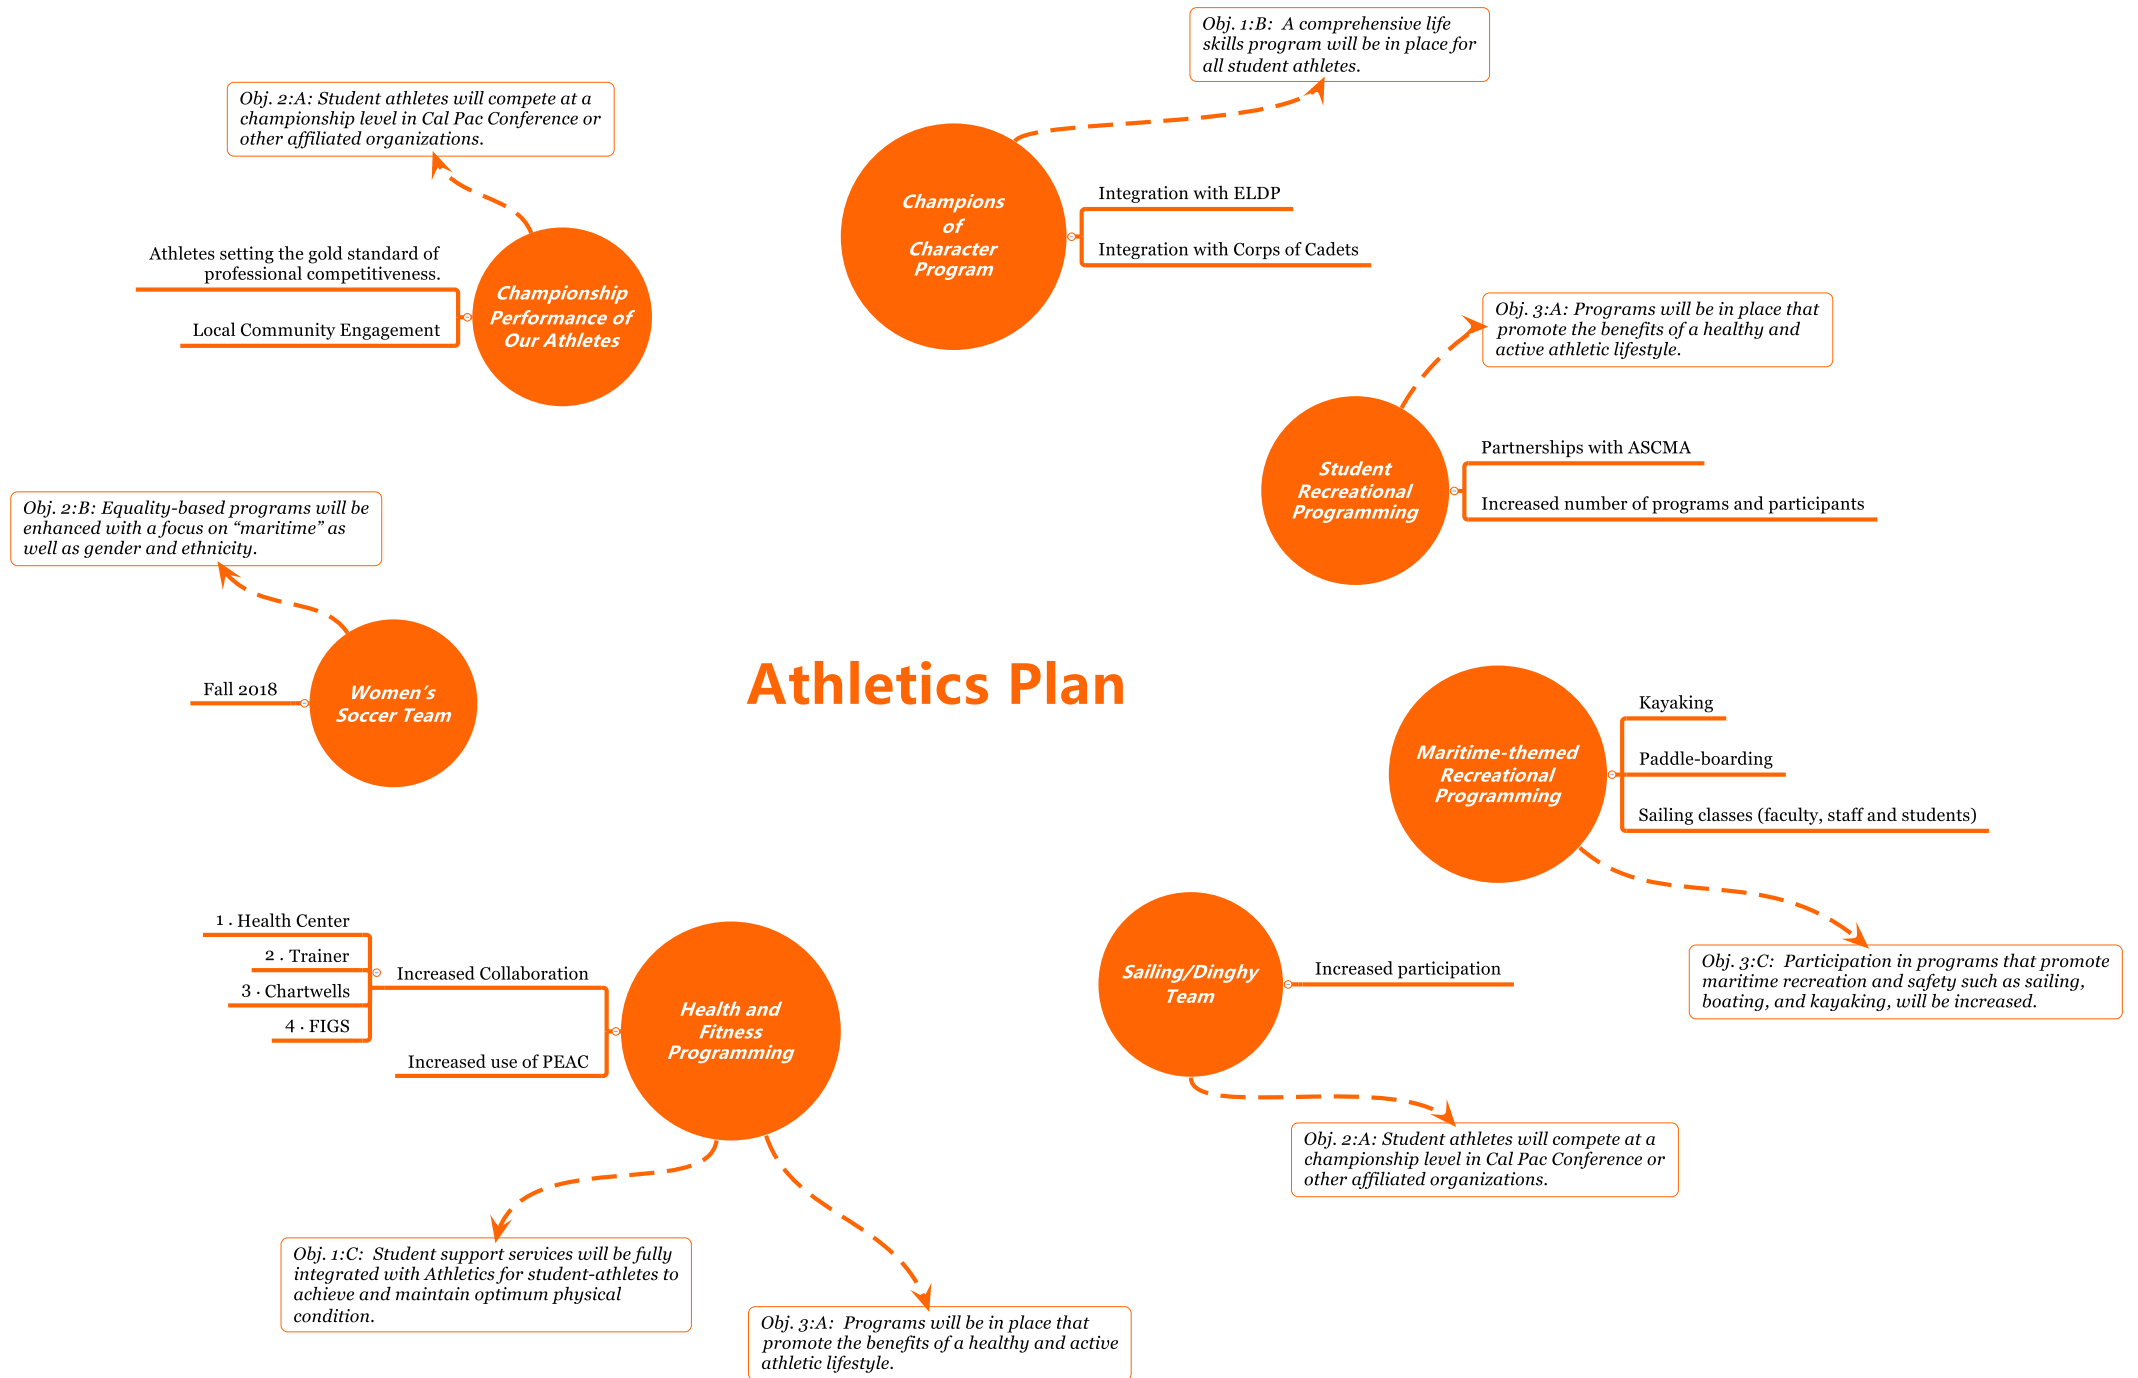 Obj. 1:B:  A comprehensive life
skills program will be in place for
all student athletes.
Obj. 2:A: Student athletes will compete at a
championship level in Cal Pac Conference or
other affiliated organizations.
Champions
of
Character
Program
Integration with ELDP
Integration with Corps of Cadets
Athletes setting the gold standard of
professional competitiveness.
Local Community Engagement
Championship
Performance of
Our Athletes
Obj. 3:A: Programs will be in place that
promote the benefits of a healthy and
active athletic lifestyle.
Student
Recreational
Programming
Partnerships with ASCMA
Increased number of programs and participants
Obj. 2:B: Equality-based programs will be
enhanced with a focus on “maritime” as
well as gender and ethnicity.
Fall 2018
Women’s
Soccer Team
Athletics Plan
Maritime-themed
Recreational
Programming
Kayaking
Paddle-boarding
Sailing classes (faculty, staff and students)
Obj. 3:C:  Participation in programs that promote
maritime recreation and safety such as sailing,
boating, and kayaking, will be increased.
1 . Health Center
2 . Trainer
3 . Chartwells
4 . FIGS
Increased Collaboration
Increased use of PEAC
Health and
Fitness
Programming
Sailing/Dinghy
Team
Increased participation
Obj. 2:A: Student athletes will compete at a
championship level in Cal Pac Conference or
other affiliated organizations.
Obj. 1:C:  Student support services will be fully
integrated with Athletics for student-athletes to
achieve and maintain optimum physical
condition.
Obj. 3:A:  Programs will be in place that
promote the benefits of a healthy and active
athletic lifestyle.